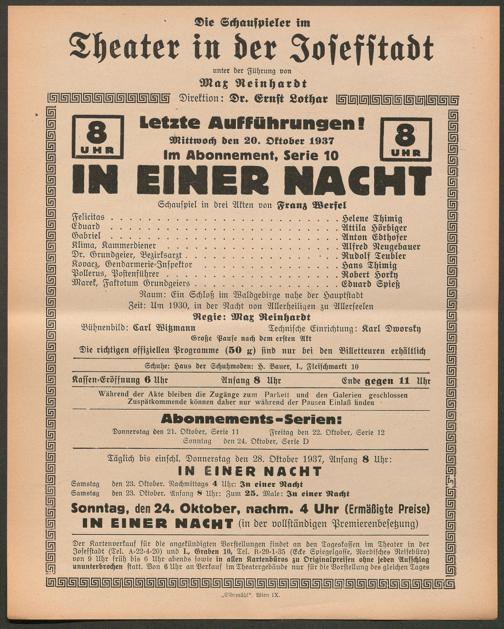 Die Schauspieler im
Theater in der Josefstadt
unter der Führung von
Max Reinhardt
Direktion: Dr. Ernst Lothar
8 UHR
Letzte Aufführungen!
Mittwoch den 20. Oktober 1937
Im Abonnement, Serie 10
8 UHR
IN EINER NACHT
Schauspiel in drei Akten von Franz Werfel
Felicitas . . . Helene Thimig
Eduard . . . Attila Hörbiger
Gabriel . . . Anton Edthofer
Klima, Kammerdiener . . . Alfred Neugebauer
Dr. Grundgeier, Bezirksarzt . . . Rudolf Teubler
Kovacz, Gendarmerie-Inspektor . . . Hans Thimig
Pollerus, Postenführer . . . Robert Horky
Marek, Faktotum Grundgeiers . . . Eduard Spieß
Raum: Ein Schloß im Waldgebirge nahe der Hauptstadt
Zeit: Um 1930, in der Nacht von Allerheiligen zu Allerseelen
Regie: Max Reinhardt
Bühnenbild: Carl Witzmann Technische Einrichtung: Karl Dworsky
Große Pause nach dem ersten Akt
Die richtigen offiziellen Programme (50 g) sind nur bei den Billetteuren erhältlich
Schuhe: Haus der Schuhmoden: H. Bauer, I., Fleischmarkt 10
Kassen-Eröffnung 6 Uhr Anfang 8 Uhr Ende gegen 11 Uhr
Während der Akte bleiben die Zugänge zum Parkett und den Galerien geschlossen
Zuspätkommende können daher nur während der Pausen Einlaß finden
Abonnements-Serien:
Donnerstag den 21. Oktober, Serie 11 Freitag den 22. Oktober, Serie 12
Sonntag den 24. Oktober, Serie D
Täglich bis einschl. Donnerstag den 28. Oktober 1937, Anfang 8 Uhr:
IN EINER NACHT
Samstag den 23. Oktober. Nachmittags 4 Uhr: In einer Nacht
Samstag den 23. Oktober. Anfang 8 Uhr: Zum 25. Male: In einer Nacht
Sonntag, den 24. Oktober, nachm. 4 Uhr (Ermäßigte Preise)
IN EINER NACHT (in der vollständigen Premierenbesetzung)
Der Kartenverkauf für die angekündigten Vorstellungen findet an den Tageskassen im Theater in der
Josefstadt (Tel. A-22-4-20) und I., Graben 10, Tel. R-29-1-35 (Ecke Spiegelgasse, Nordisches Reisebüro)
von 9 Uhr früh bis 6 Uhr abends sowie in allen Kartenbüros zu Originalpreisen ohne jeden Aufschlag
ununterbrochen statt. Von 6 Uhr an Verkauf im Theatergebäude nur für die Vorstellung des gleichen Tages
„Elbemühl“, Wien IX.